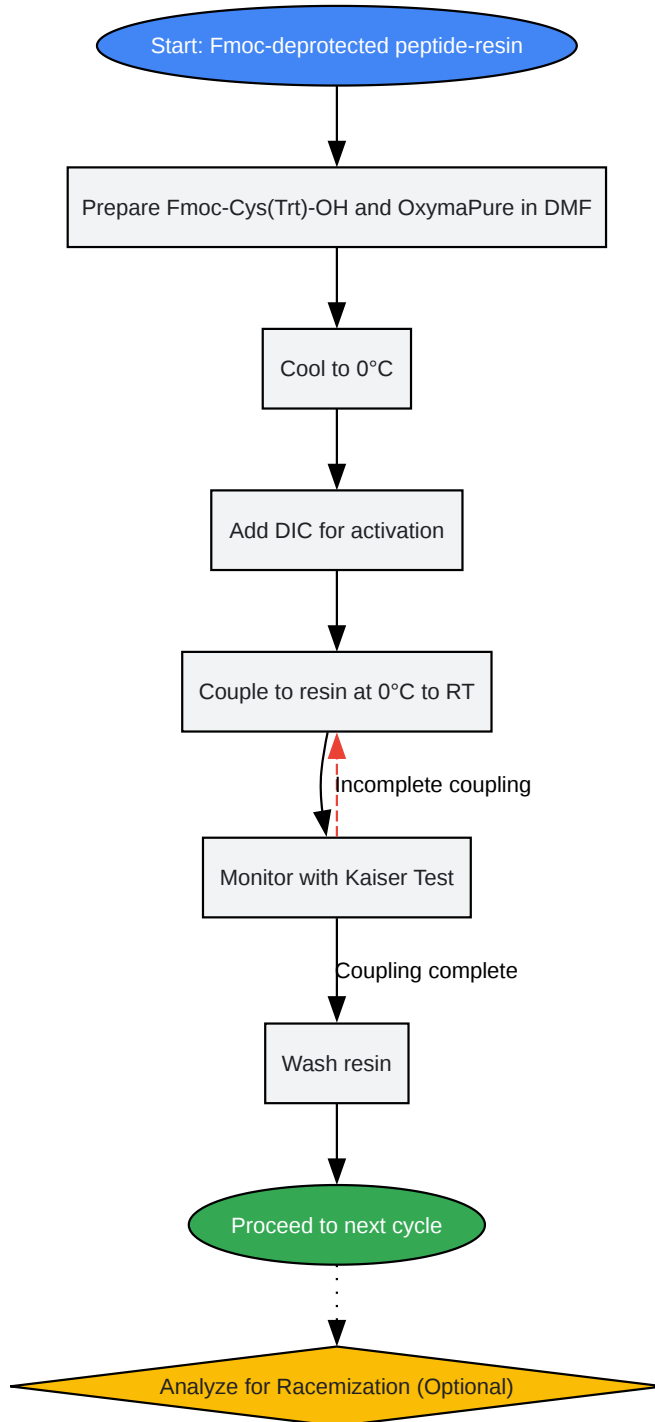 Start: Fmoc-deprotected peptide-resin
Prepare Fmoc-Cys(Trt)-OH and OxymaPure in DMF
Cool to 0°C
Add DIC for activation
Couple to resin at 0°C to RT
Incomplete coupling
Monitor with Kaiser Test
Coupling complete
Wash resin
Proceed to next cycle
Analyze for Racemization (Optional)